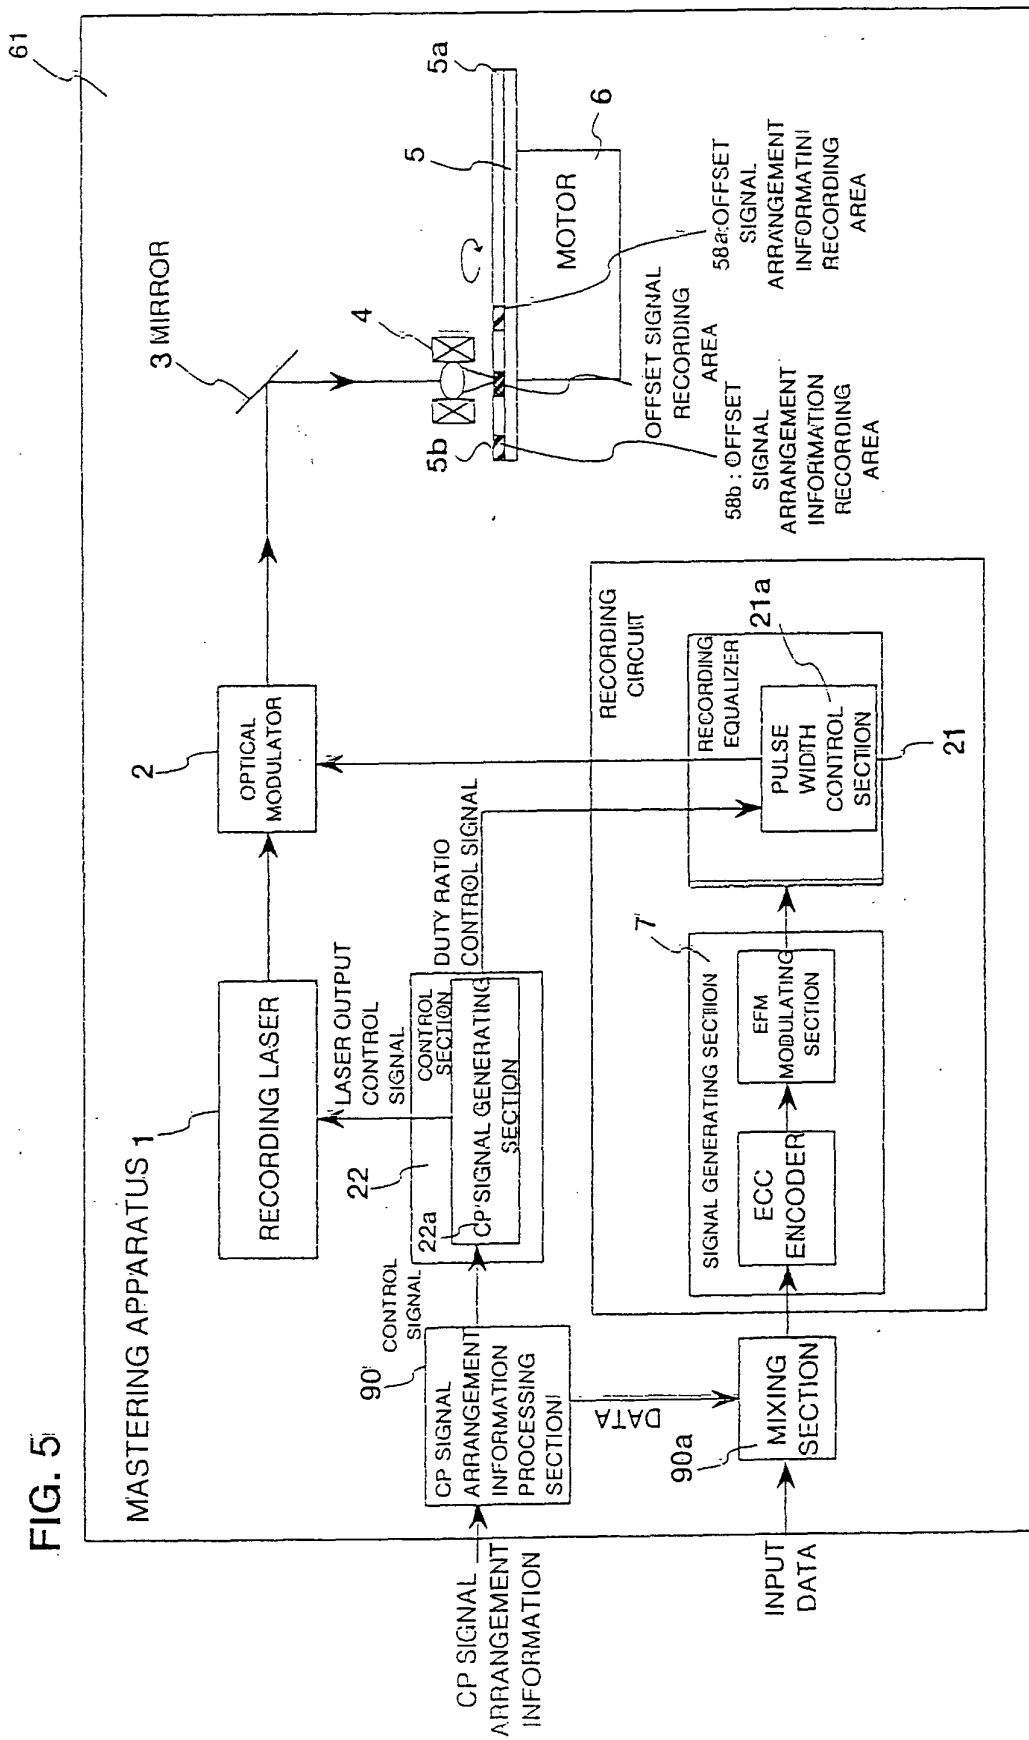 FIG. 5
61
MASTERING APPARATUS
1
RECORDING LASER
2
OPTICAL
MODULATOR
3 MIRROR
4
5b
5
5a
6
MOTOR
LASER OUTPUT
CONTROL
SIGNAL
DUTY RATIO
CONTROL SIGNAL
22
CONTROL
SECTION
22a
CP SIGNAL GENERATING
SECTION
CONTROL
SIGNAL
90
CP SIGNAL
ARRANGEMENT
INFORMATION
PROCESSING
SECTION
CP SIGNAL
ARRANGEMENT
INFORMATION
DATA
90a
MIXING
SECTION
INPUT
DATA
RECORDING
CIRCUIT
7
SIGNAL GENERATING SECTION
ECC
ENCODER
EFM
MODULATING
SECTION
RECORDING
EQUALIZER
21a
PULSE
WIDTH
CONTROL
SECTION
21
OFFSET SIGNAL
RECORDING
AREA
58b : OFFSET
SIGNAL
ARRANGEMENT
INFORMATION
RECORDING
AREA
58a:OFFSET
SIGNAL
ARRANGEMENT
INFORMATINI
RECORDING
AREA